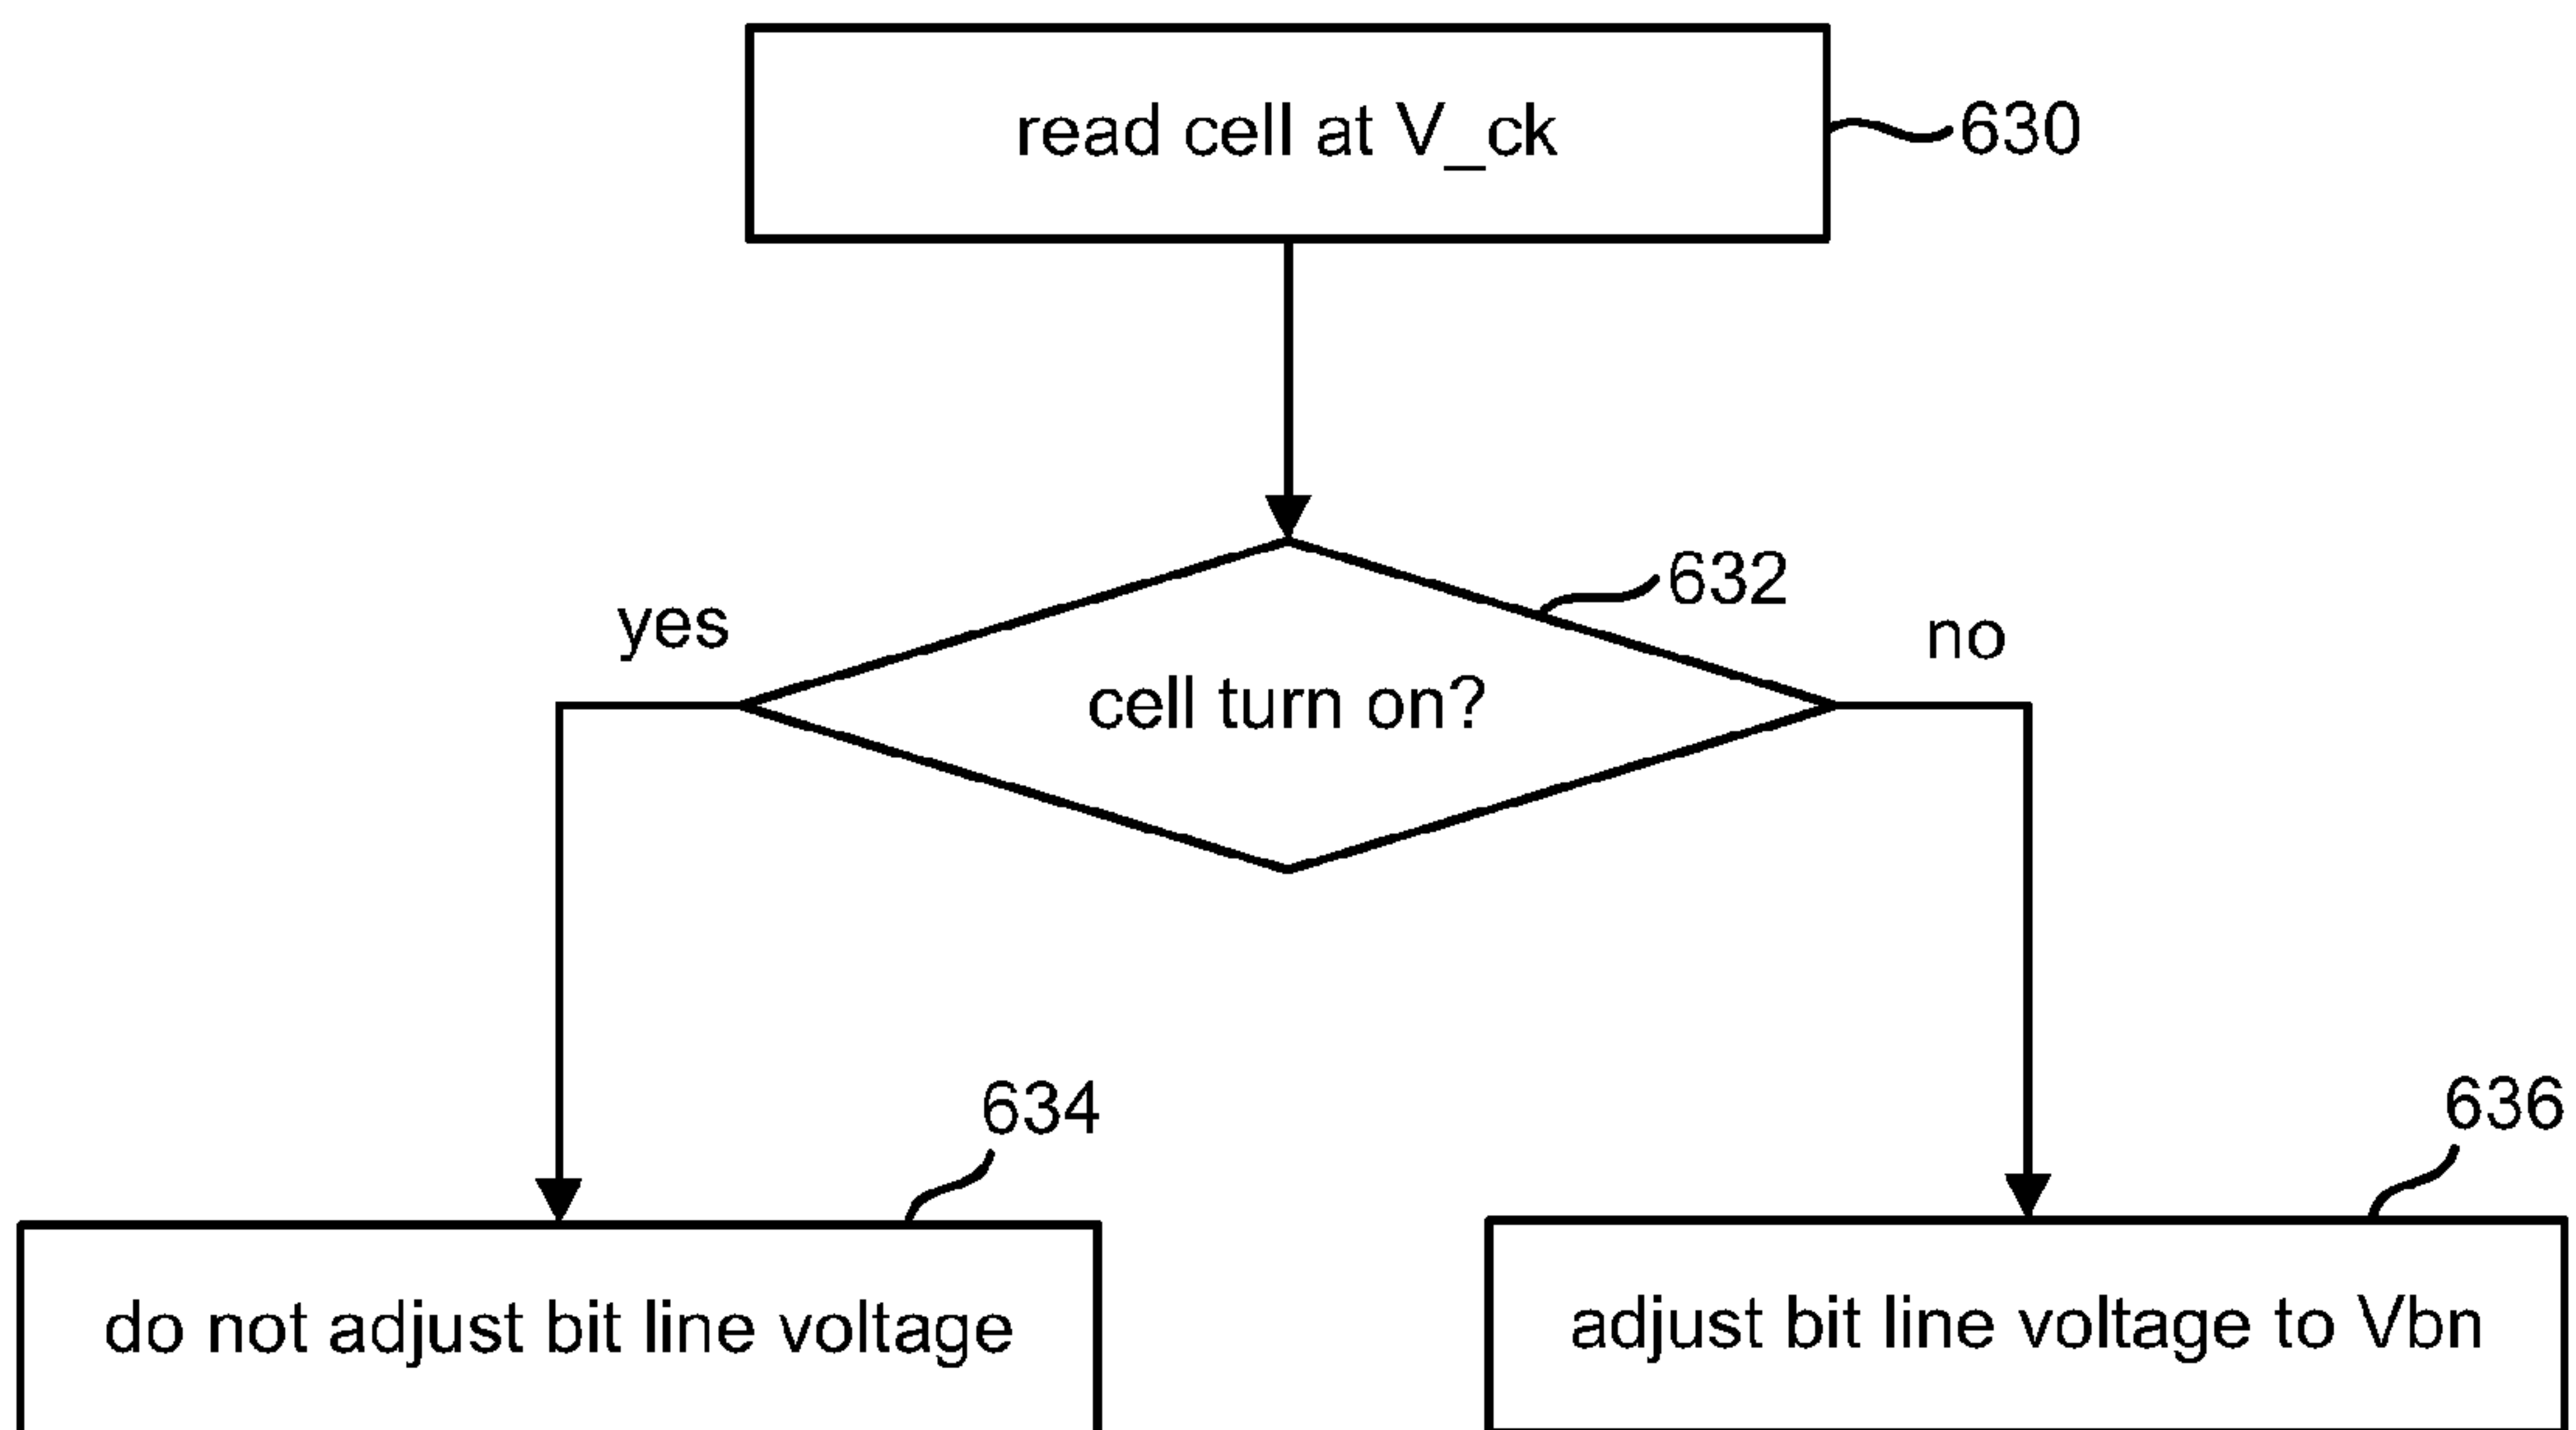 read cell at V_ck
630
632
yes
no
cell turn on?
634
636
do not adjust bit line voltage
adjust bit line voltage to Vbn